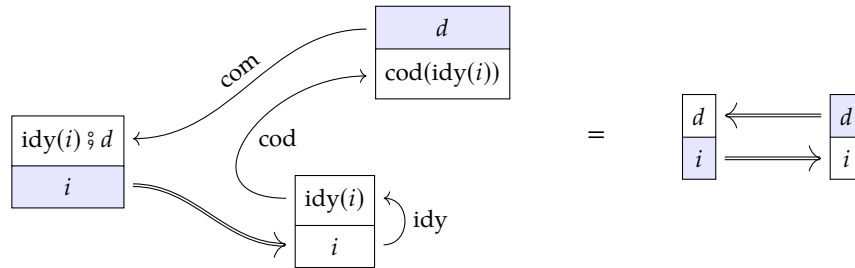 d
com
cod(idy(i))
idy(i) ⨟ d
cod
i
idy(i)
idy
i
=
d
d
i
i